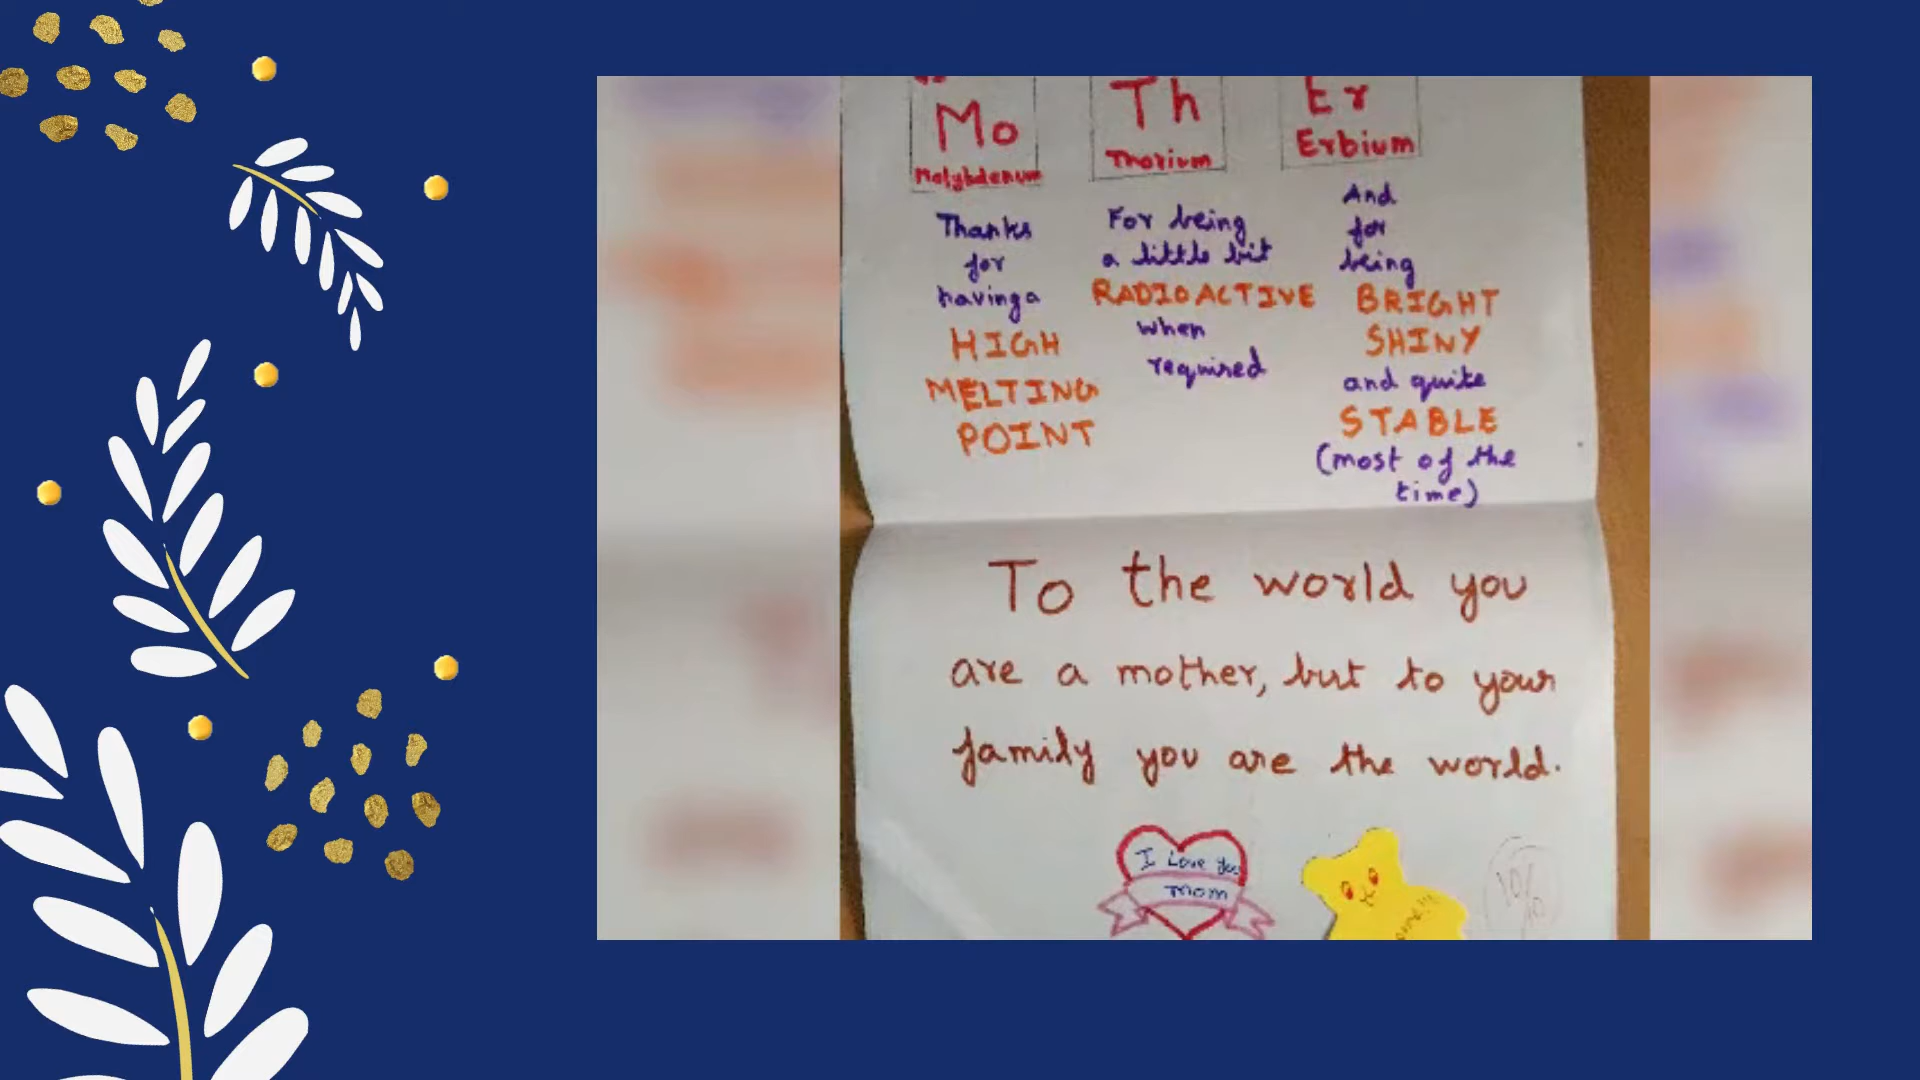 Mo
Molybdenum
Thanks
for
having a
HIGH
MELTING
POINT
Th
Thorium
For being
a little bit
RADIOACTIVE
when
required
Er
Erbium
And
for
being
BRIGHT
SHINY
and quite
STABLE
(most of the
time)
To the world you
are a mother, but to your
family you are the world.
I Love You
mom